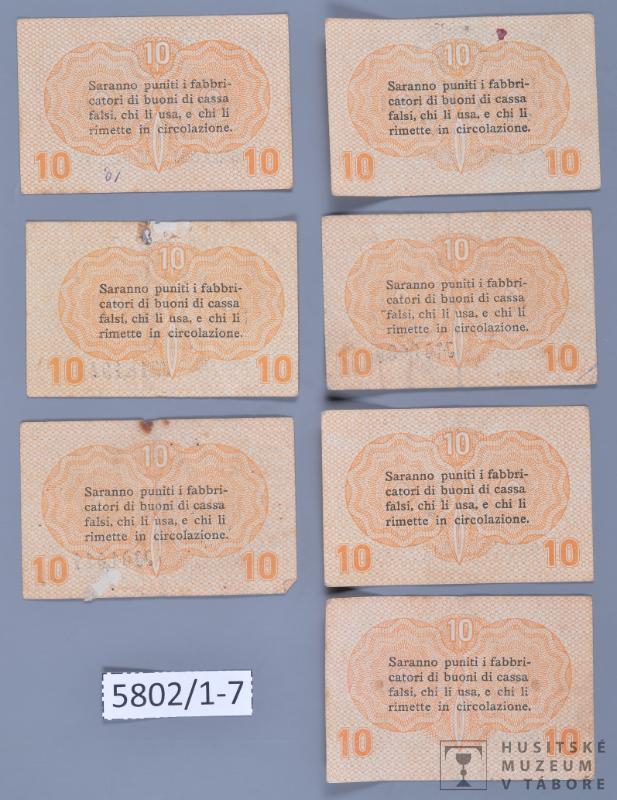 10
Saranno puniti i fabbri-
catori di buoni di cassa
falsi, chi li usa, e chi li
rimette in circolazione.
10 10
10
Saranno puniti i fabbri-
catori di buoni di cassa
falsi, chi li usa, e chi li
rimette in circolazione.
10 10
10
Saranno puniti i fabbri-
catori di buoni di cassa
falsi, chi li usa, e chi li
rimette in circolazione.
10 10
10
Saranno puniti i fabbri-
catori di buoni di cassa
falsi, chi li usa, e chi li
rimette in circolazione.
10 10
10
Saranno puniti i fabbri-
catori di buoni di cassa
falsi, chi li usa, e chi li
rimette in circolazione.
10 10
10
Saranno puniti i fabbri-
catori di buoni di cassa
falsi, chi li usa, e chi li
rimette in circolazione.
10 10
10
Saranno puniti i fabbri-
catori di buoni di cassa
falsi, chi li usa, e chi li
rimette in circolazione.
10 10
5802/1-7
HUSITSKÉ
MUZEUM
V TÁBOŘE